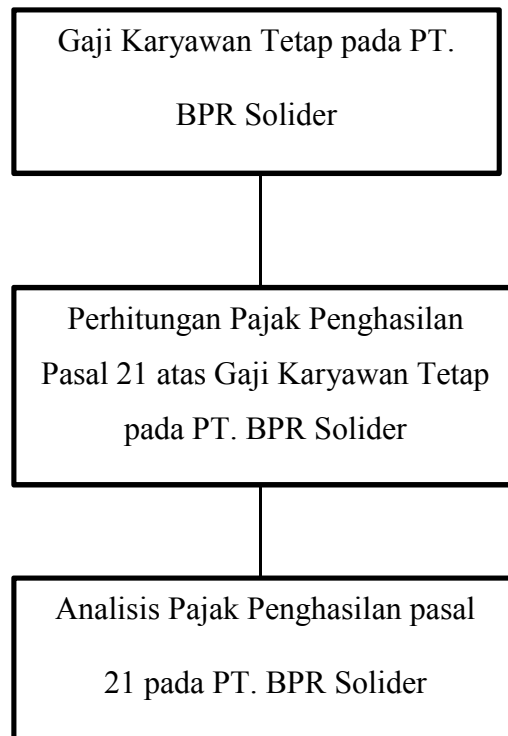 Gaji Karyawan Tetap pada PT.
BPR Solider
Perhitungan Pajak Penghasilan
Pasal 21 atas Gaji Karyawan Tetap
pada PT. BPR Solider
Analisis Pajak Penghasilan pasal
21 pada PT. BPR Solider